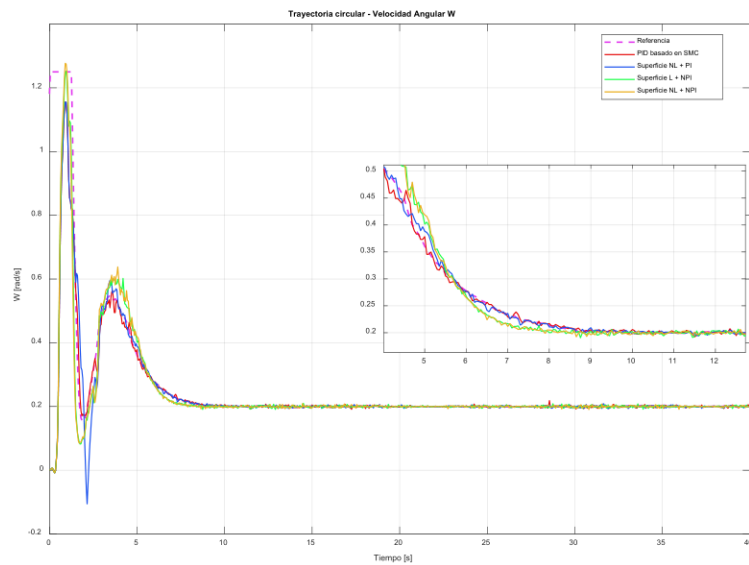 Trayectoria circular - Velocidad Angular W
Referencia
PID basado en SMC
Superficie NL + PI
Superficie L + NPI
Superficie NL + NPI
W [rad/s]
1.2
1
0.8
0.6
0.4
0.2
0
-0.2
0.5
0.45
0.4
0.35
0.3
0.25
0.2
5 6 7 8 9 10 11 12
0 5 10 15 20 25 30 35 40
Tiempo [s]